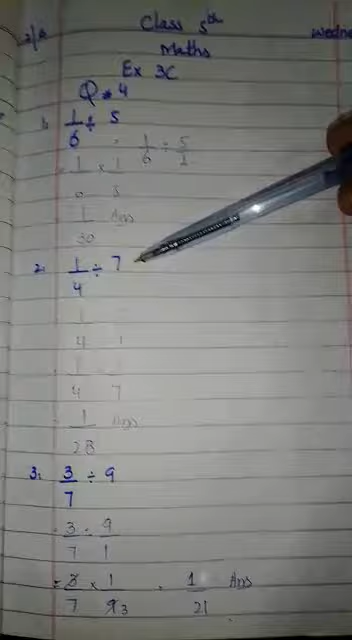 Class 5th
Wedne
Maths
Ex 3C
Q. 4
1. 1/6 ÷ 5
= 1/6 ÷ 5/1
= 1/6 × 1/5
1/30 Ans
2. 1/4 ÷ 7
1/4 1
1/4 7
= 1/28 Ans
3. 3/7 ÷ 9
= 3/7 ÷ 9/1
= 3/7 × 1/9 3 = 1/21 Ans